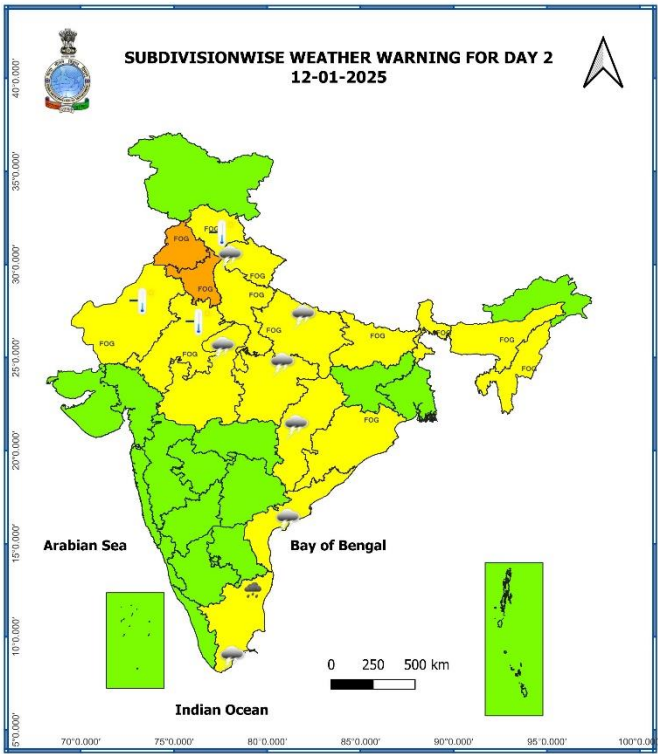 SUBDIVISIONWISE WEATHER WARNING FOR DAY 2
12-01-2025
40°0.000'
35°0.000'
30°0.000'
25°0.000'
20°0.000'
15°0.000'
10°0.000'
5°0.000'
FOG
FOG
FOG
FOG
FOG
FOG
FOG
FOG
FOG
FOG
FOG
FOG
FOG
Arabian Sea
Bay of Bengal
0 250 500 km
Indian Ocean
70°0.000' 75°0.000' 80°0.000' 85°0.000' 90°0.000' 95°0.000' 100°0.000'